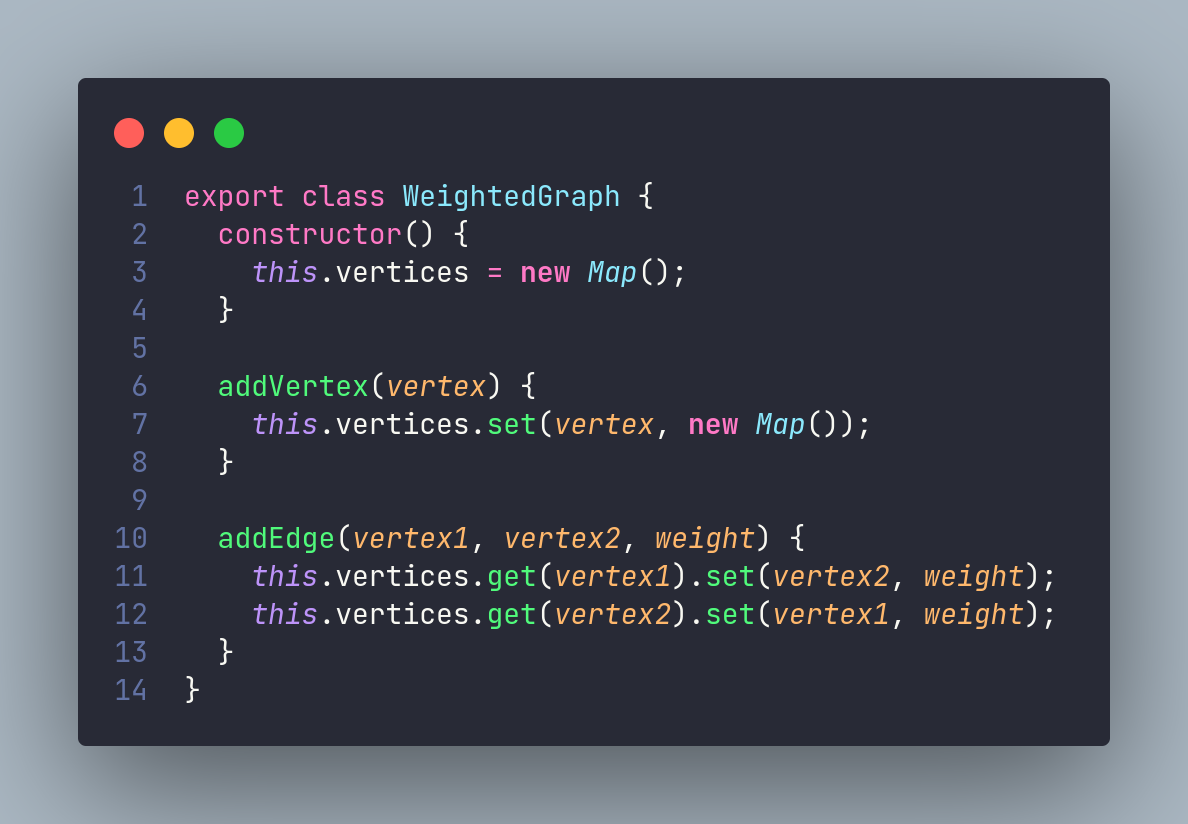 1 export class WeightedGraph {
2   constructor() {
3     this.vertices = new Map();
4   }
5
6   addVertex(vertex) {
7     this.vertices.set(vertex, new Map());
8   }
9
10   addEdge(vertex1, vertex2, weight) {
11     this.vertices.get(vertex1).set(vertex2, weight);
12     this.vertices.get(vertex2).set(vertex1, weight);
13   }
14 }